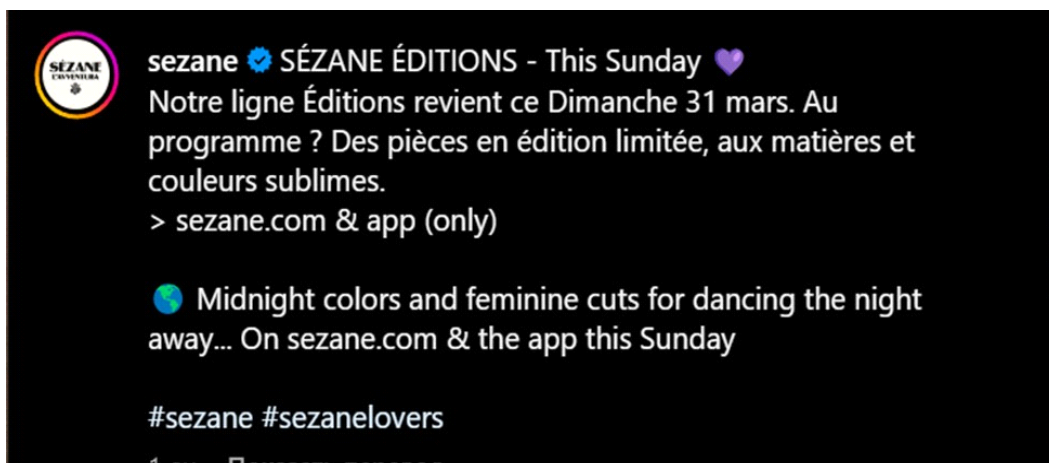 SÉZANE
L'AVVENTURA
sezane SÉZANE ÉDITIONS - This Sunday 💜
Notre ligne Éditions revient ce Dimanche 31 mars. Au
programme ? Des pièces en édition limitée, aux matières et
couleurs sublimes.
> sezane.com & app (only)
🌎 Midnight colors and feminine cuts for dancing the night
away... On sezane.com & the app this Sunday
#sezane #sezanelovers